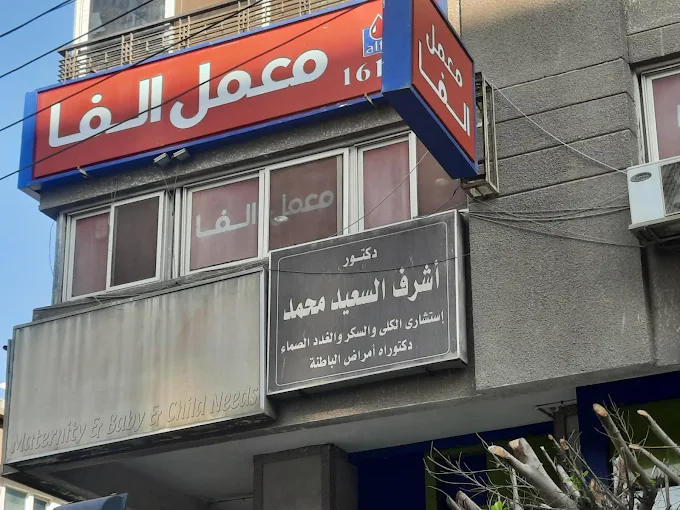 معمل الفا
معمل
الفا
معمل الفا
دكتور
أشرف السعيد محمد
إستشارى الكلى والسكر والغدد الصماء
دكتوراه أمراض الباطنة
Maternity & Baby & Child Needs